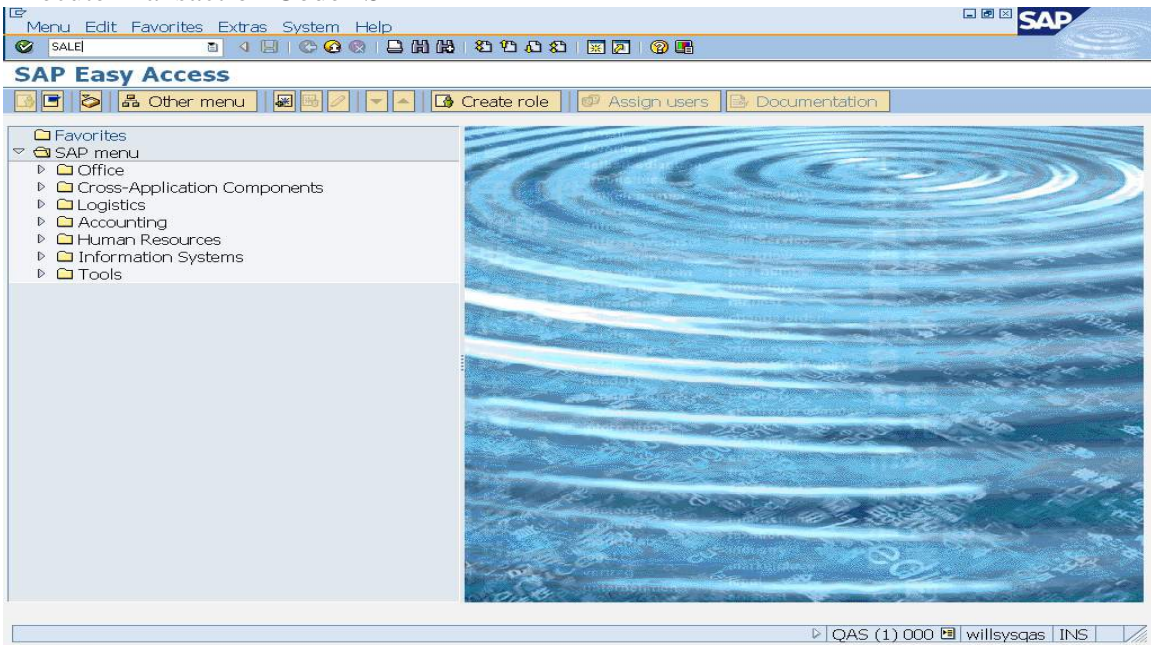 Menu Edit Favorites Extras System Help
SAP
SALE
SAP Easy Access
Other menu Create role Assign users Documentation
Favorites
SAP menu
Office
Cross-Application Components
Logistics
Accounting
Human Resources
Information Systems
Tools
QAS (1) 000 willsysqas INS